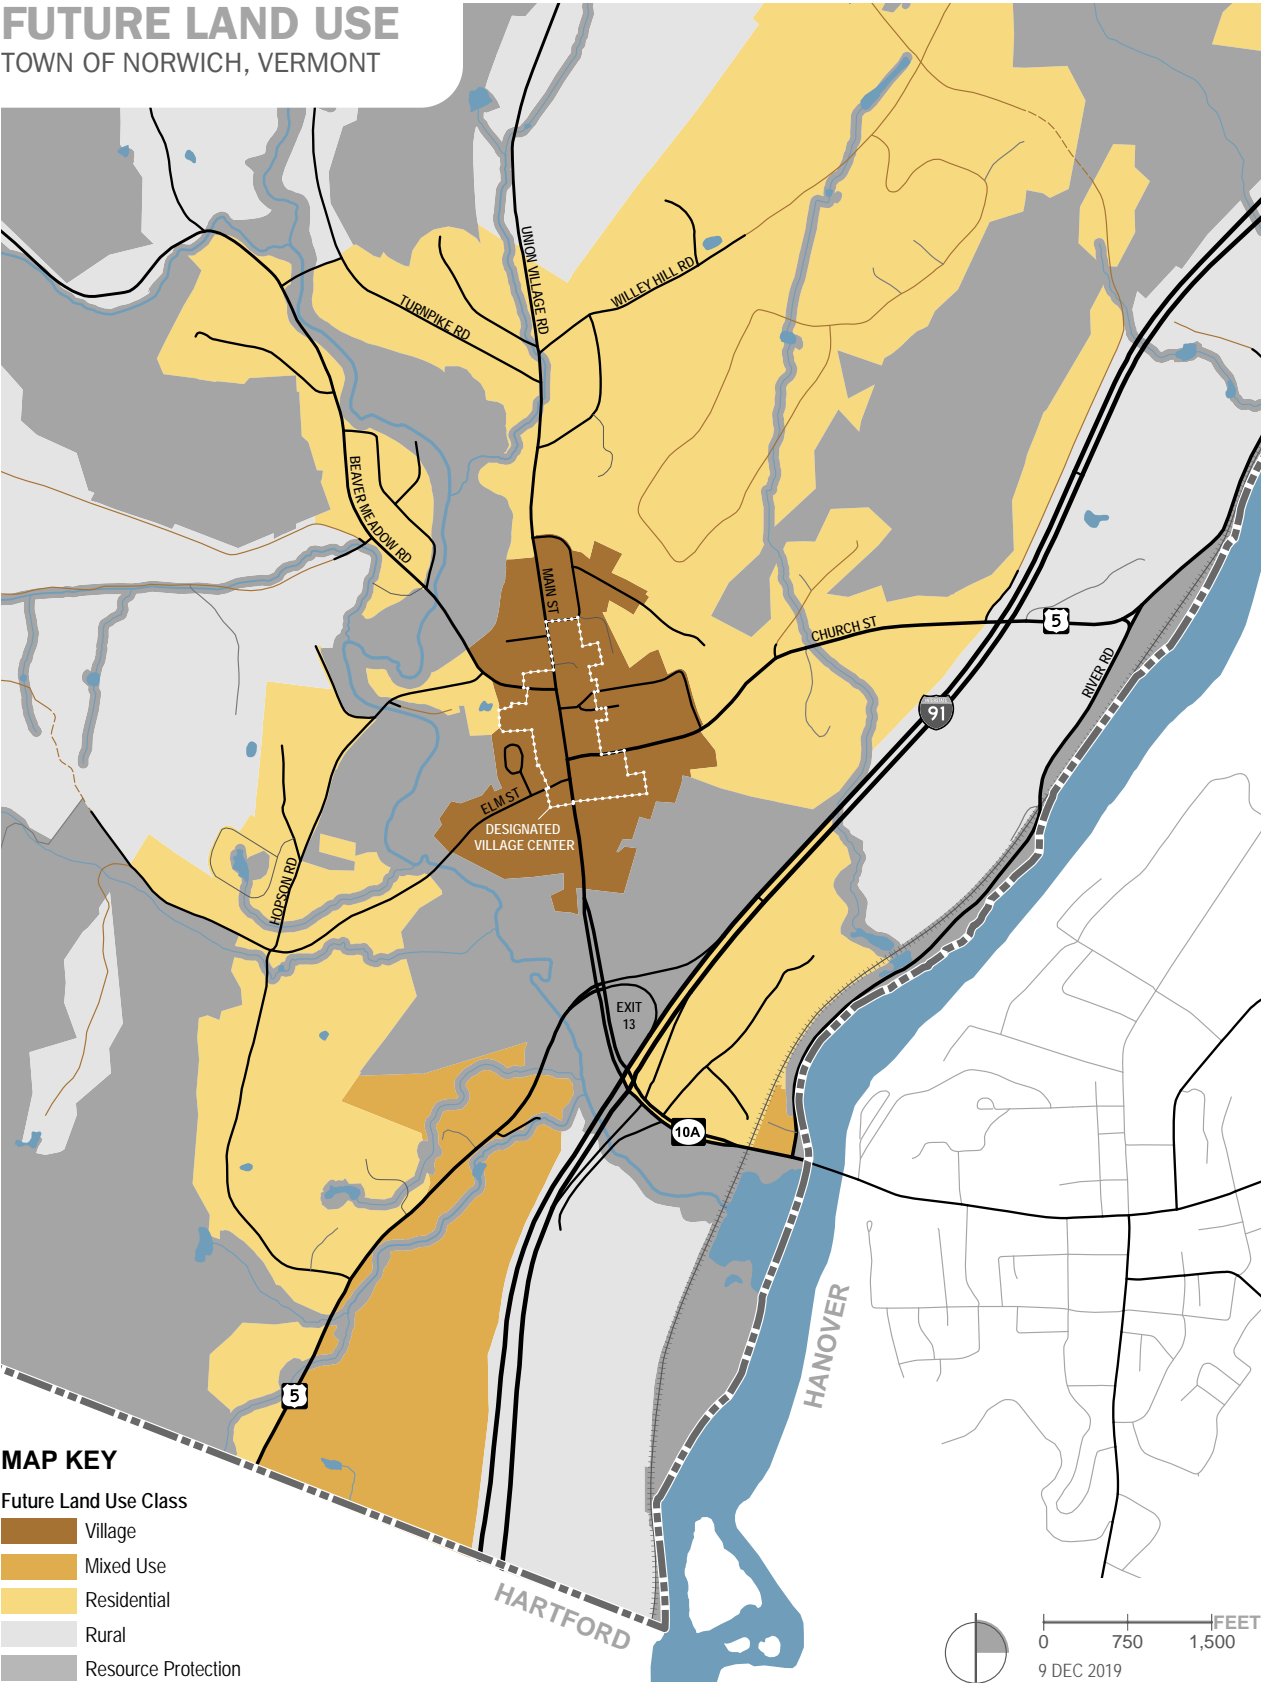 FUTURE LAND USE
TOWN OF NORWICH, VERMONT
UNION VILLAGE RD
WILLEY HILL RD
TURNPIKE RD
BEAVER MEADOW RD
MAIN ST
CHURCH ST
5
RIVER RD
INTERSTATE
91
ELM ST
DESIGNATED
VILLAGE CENTER
HOPSON RD
EXIT
13
10A
HANOVER
5
HARTFORD
MAP KEY
Future Land Use Class
Village
Mixed Use
Residential
Rural
Resource Protection
FEET
0 750 1,500
9 DEC 2019